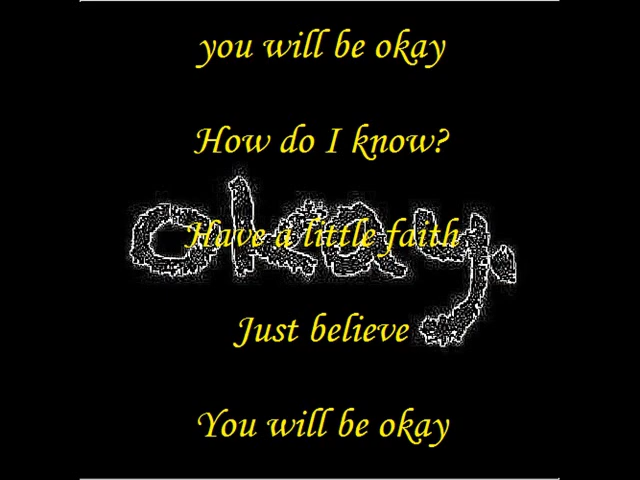 you will be okay
How do I know?
okay.
Have a little faith
Just believe
You will be okay